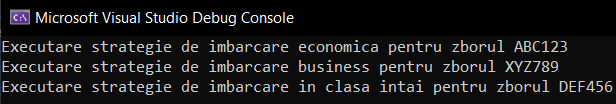 Microsoft Visual Studio Debug Console
Executare strategie de imbarcare economica pentru zborul ABC123
Executare strategie de imbarcare business pentru zborul XYZ789
Executare strategie de imbarcare in clasa intai pentru zborul DEF456